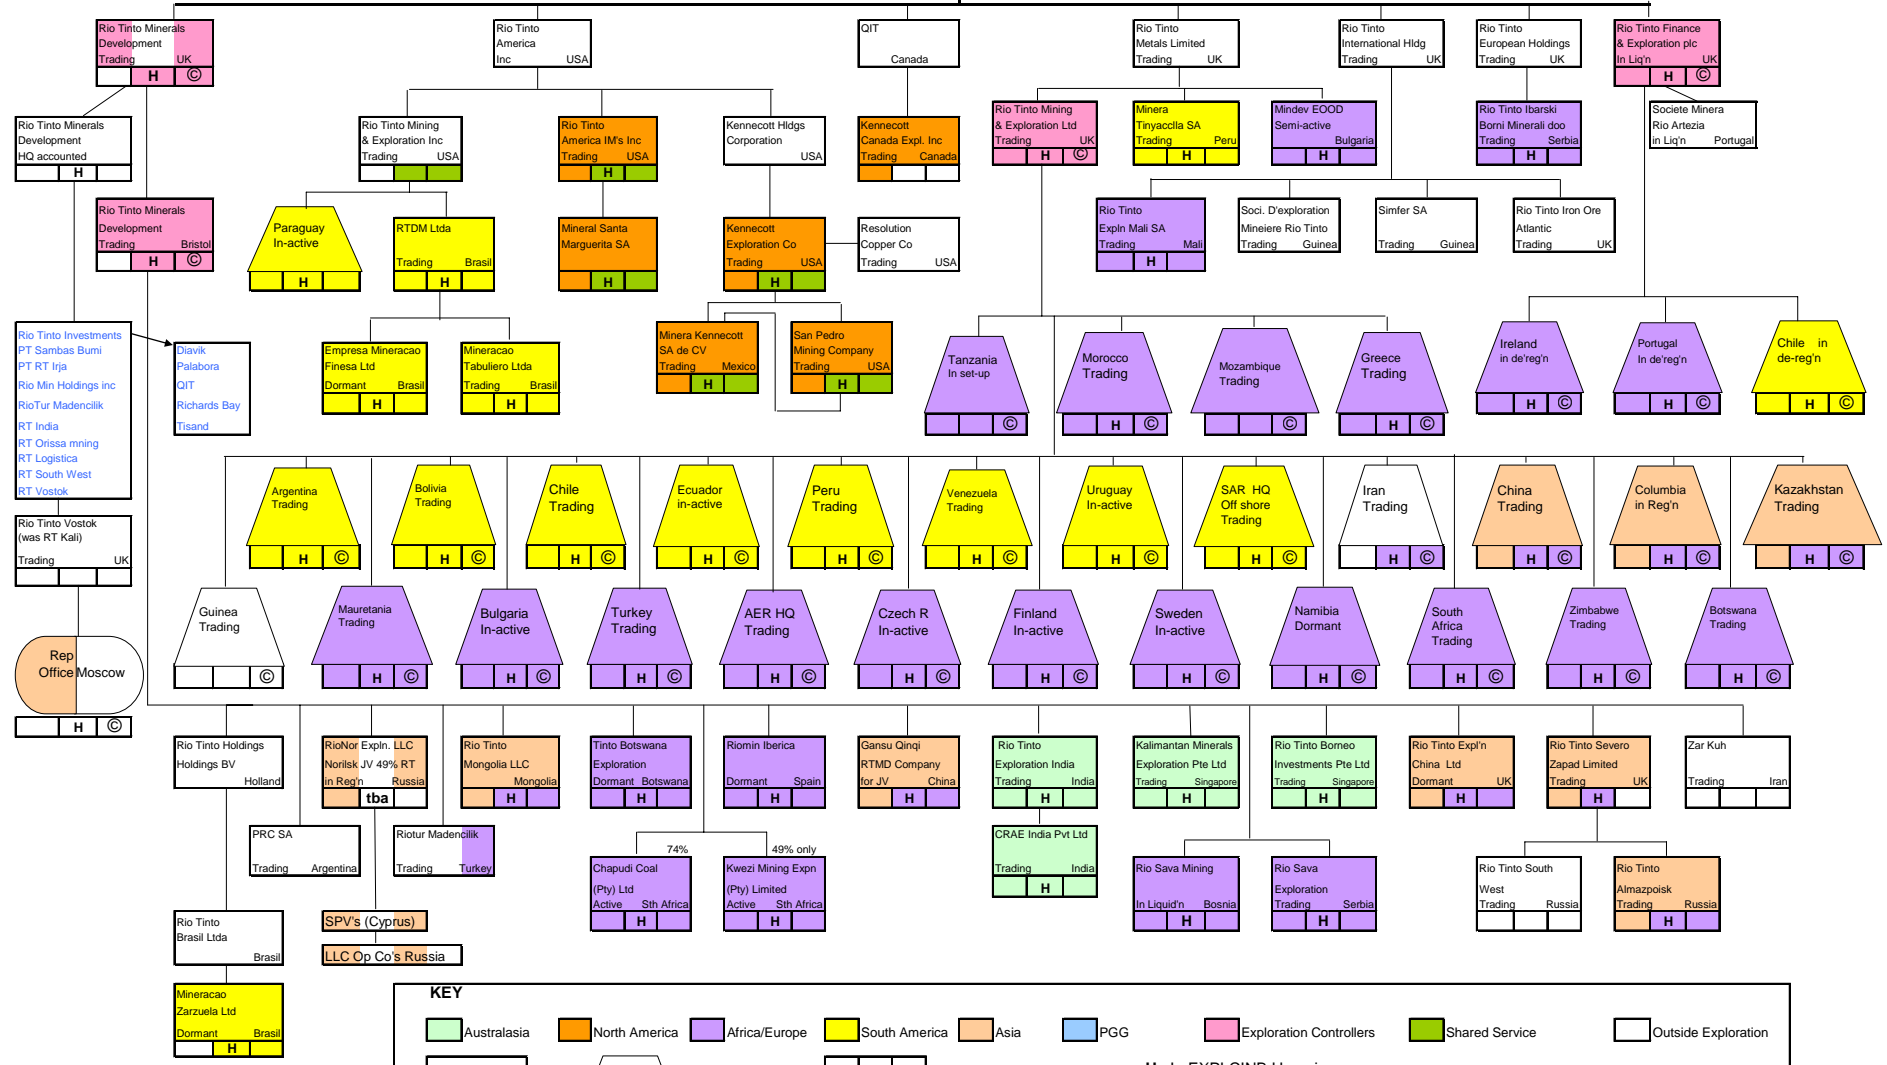 Rio Tinto Minerals
Development
Trading UK
H ©
Rio Tinto
America
Inc USA
QIT
Canada
Rio Tinto
Metals Limited
Trading UK
Rio Tinto
International Hldg
Trading UK
Rio Tinto
European Holdings
Trading UK
Rio Tinto Finance
& Exploration plc
In Liq'n UK
H ©
Rio Tinto Minerals
Development
HQ accounted
H
Rio Tinto Mining
& Exploration Inc
Trading USA
Rio Tinto
America IM's Inc
Trading USA
H
Kennecott Hldgs
Corporation
USA
Kennecott
Canada Expl. Inc
Trading Canada
Rio Tinto Mining
& Exploration Ltd
Trading UK
H ©
Minera
Tinyacclla SA
Trading Peru
H
Mindev EOOD
Semi-active
Bulgaria
H
Rio Tinto Ibarski
Borni Minerali doo
Trading Serbia
H
Societe Minera
Rio Artezia
in Liq'n Portugal
Rio Tinto Minerals
Development
Trading Bristol
H ©
Paraguay
In-active
H
RTDM Ltda
Trading Brasil
H
Mineral Santa
Marguerita SA
H
Kennecott
Exploration Co
Trading USA
H
Resolution
Copper Co
Trading USA
Rio Tinto
Expln Mali SA
Trading Mali
H
Soci. D'exploration
Mineiere Rio Tinto
Trading Guinea
Simfer SA
Trading Guinea
Rio Tinto Iron Ore
Atlantic
Trading UK
Rio Tinto Investments
PT Sambas Bumi
PT RT Irja
Rio Min Holdings inc
RioTur Madencilik
RT India
RT Orissa mning
RT Logistica
RT South West
RT Vostok
Diavik
Palabora
QIT
Richards Bay
Tisand
Empresa Mineracao
Finesa Ltd
Dormant Brasil
H
Mineracao
Tabuliero Ltda
Trading Brasil
H
Minera Kennecott
SA de CV
Trading Mexico
H
San Pedro
Mining Company
Trading USA
H
Tanzania
In set-up
©
Morocco
Trading
H ©
Mozambique
Trading
©
Greece
Trading
H ©
Ireland
in de'reg'n
H ©
Portugal
In de'reg'n
H ©
Chile in
de-reg'n
H ©
Argentina
Trading
H ©
Bolivia
Trading
H ©
Chile
Trading
H ©
Ecuador
in-active
H ©
Peru
Trading
H ©
Venezuela
Trading
H ©
Uruguay
In-active
H ©
SAR HQ
Off shore
Trading
H ©
Iran
Trading
H ©
China
Trading
H ©
Columbia
in Reg'n
H ©
Kazakhstan
Trading
H ©
Rio Tinto Vostok
(was RT Kali)
Trading UK
Guinea
Trading
©
Mauretania
Trading
H ©
Bulgaria
In-active
H ©
Turkey
Trading
H ©
AER HQ
Trading
H ©
Czech R
In-active
H ©
Finland
In-active
H ©
Sweden
In-active
H ©
Namibia
Dormant
H ©
South
Africa
Trading
H ©
Zimbabwe
Trading
H ©
Botswana
Trading
H ©
Rep
Office Moscow
H ©
Rio Tinto Holdings
Holdings BV
Holland
RioNor Expln. LLC
Norilsk JV 49% RT
in Reg'n Russia
tba
Rio Tinto
Mongolia LLC
Mongolia
H
Tinto Botswana
Exploration
Dormant Botswana
H
Riomin Iberica
Dormant Spain
H
Gansu Qinqi
RTMD Company
for JV China
H
Rio Tinto
Exploration India
Trading India
H
Kalimantan Minerals
Exploration Pte Ltd
Trading Singapore
H
Rio Tinto Borneo
Investments Pte Ltd
Trading Singapore
H
Rio Tinto Expl'n
China Ltd
Dormant UK
H
Rio Tinto Severo
Zapad Limited
Trading UK
H
Zar Kuh
Trading Iran
PRC SA
Trading Argentina
Riotur Madencilik
Trading Turkey
74%
Chapudi Coal
(Pty) Ltd
Active Sth Africa
H
49% only
Kwezi Mining Expn
(Pty) Limited
Active Sth Africa
H
CRAE India Pvt Ltd
Trading India
H
Rio Sava Mining
In Liquid'n Bosnia
H
Rio Sava
Exploration
Trading Serbia
H
Rio Tinto South
West
Trading Russia
Rio Tinto
Almazpoisk
Trading Russia
H
Rio Tinto
Brasil Ltda
Brasil
SPV's (Cyprus)
LLC Op Co's Russia
Mineracao
Zarzuela Ltd
Dormant Brasil
H
KEY
Australasia
North America
Africa/Europe
South America
Asia
PGG
Exploration Controllers
Shared Service
Outside Exploration